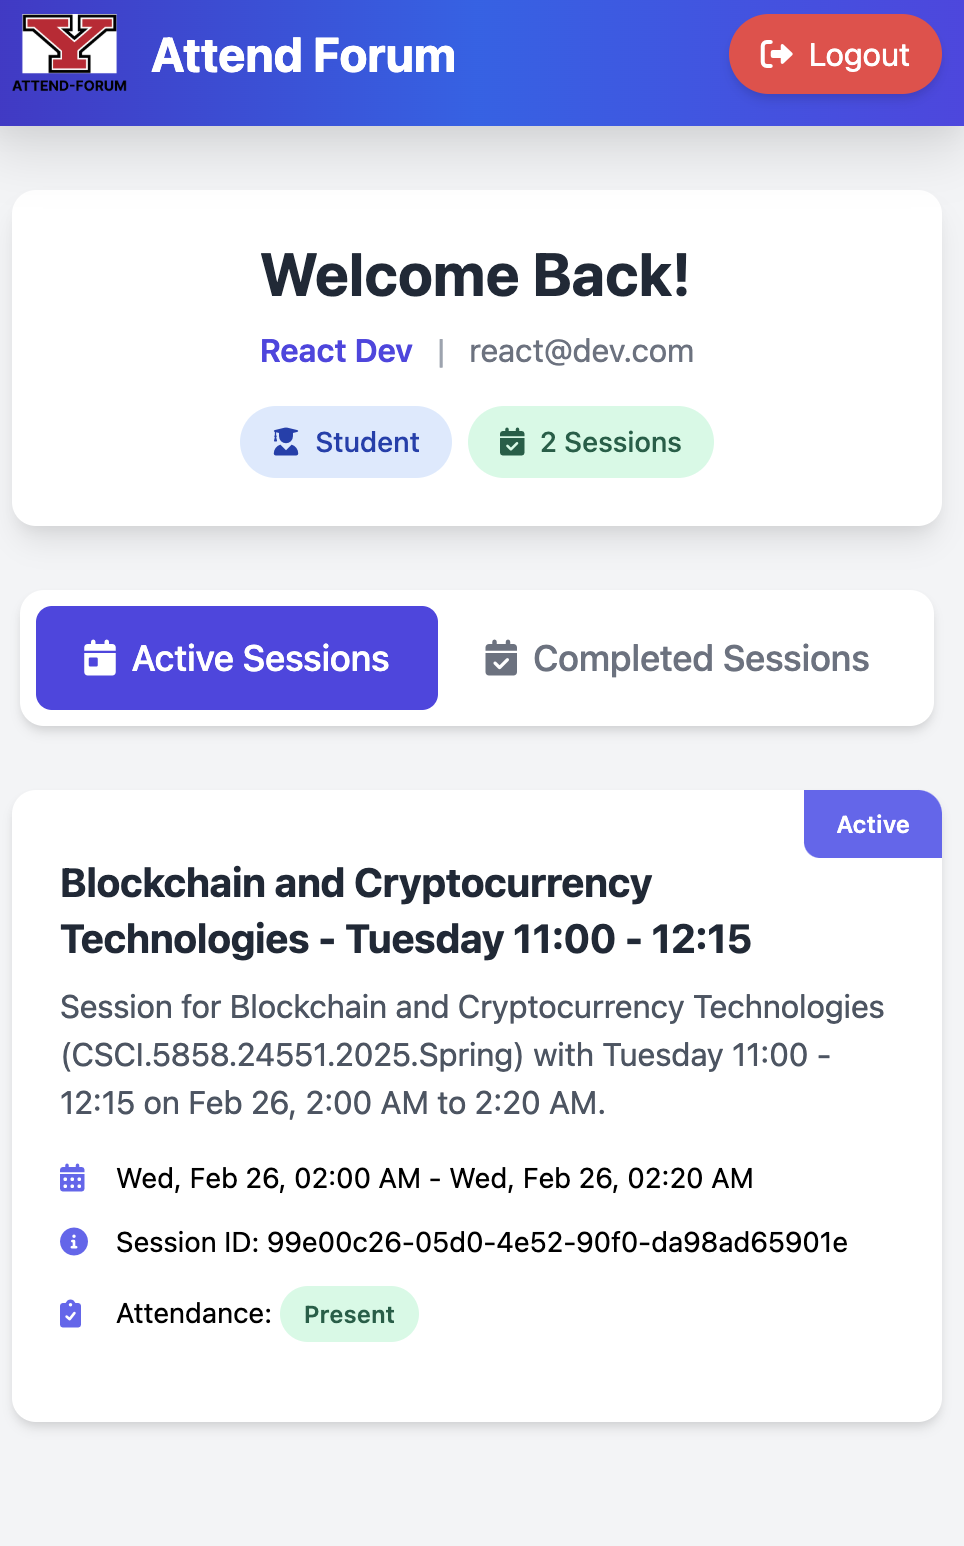 Y
ATTEND-FORUM
Attend Forum
Logout
Welcome Back!
React Dev | react@dev.com
Student
2 Sessions
Active Sessions
Completed Sessions
Active
Blockchain and Cryptocurrency
Technologies - Tuesday 11:00 - 12:15
Session for Blockchain and Cryptocurrency Technologies
(CSCI.5858.24551.2025.Spring) with Tuesday 11:00 -
12:15 on Feb 26, 2:00 AM to 2:20 AM.
Wed, Feb 26, 02:00 AM - Wed, Feb 26, 02:20 AM
Session ID: 99e00c26-05d0-4e52-90f0-da98ad65901e
Attendance: Present